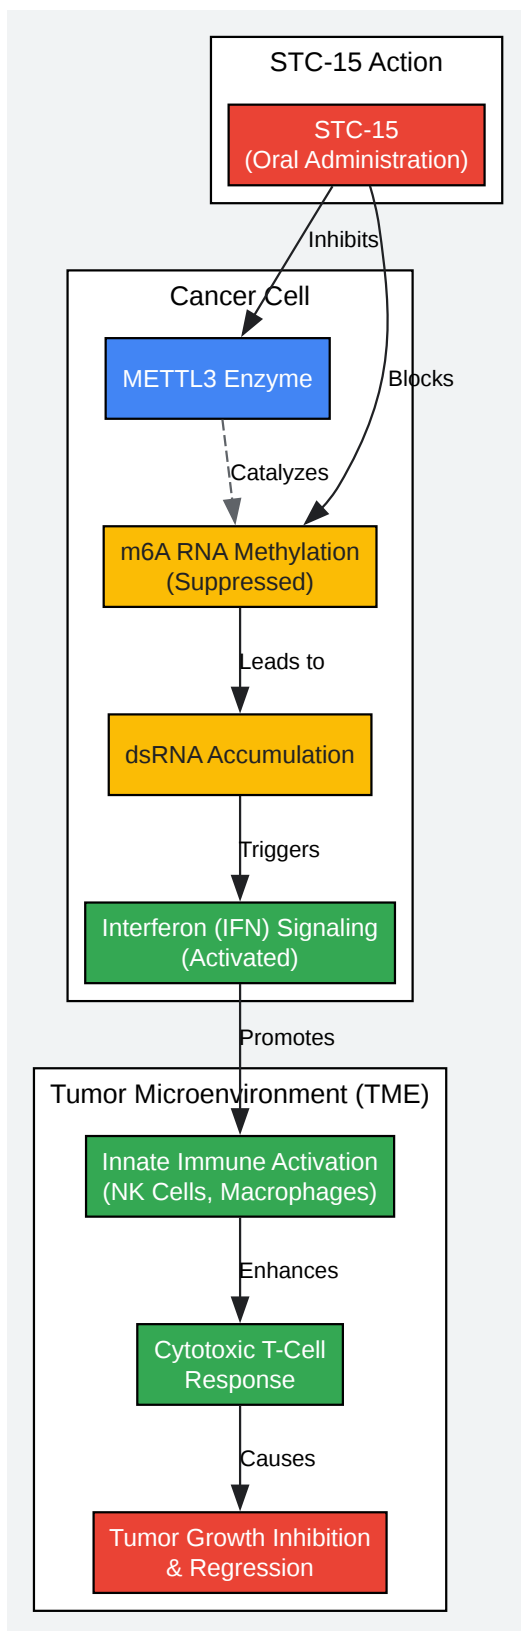 STC-15 Action
STC-15
(Oral Administration)
Inhibits
Cancer Cell
METTL3 Enzyme
Blocks
Catalyzes
m6A RNA Methylation
(Suppressed)
Leads to
dsRNA Accumulation
Triggers
Interferon (IFN) Signaling
(Activated)
Promotes
Tumor Microenvironment (TME)
Innate Immune Activation
(NK Cells, Macrophages)
Enhances
Cytotoxic T-Cell
Response
Causes
Tumor Growth Inhibition
& Regression